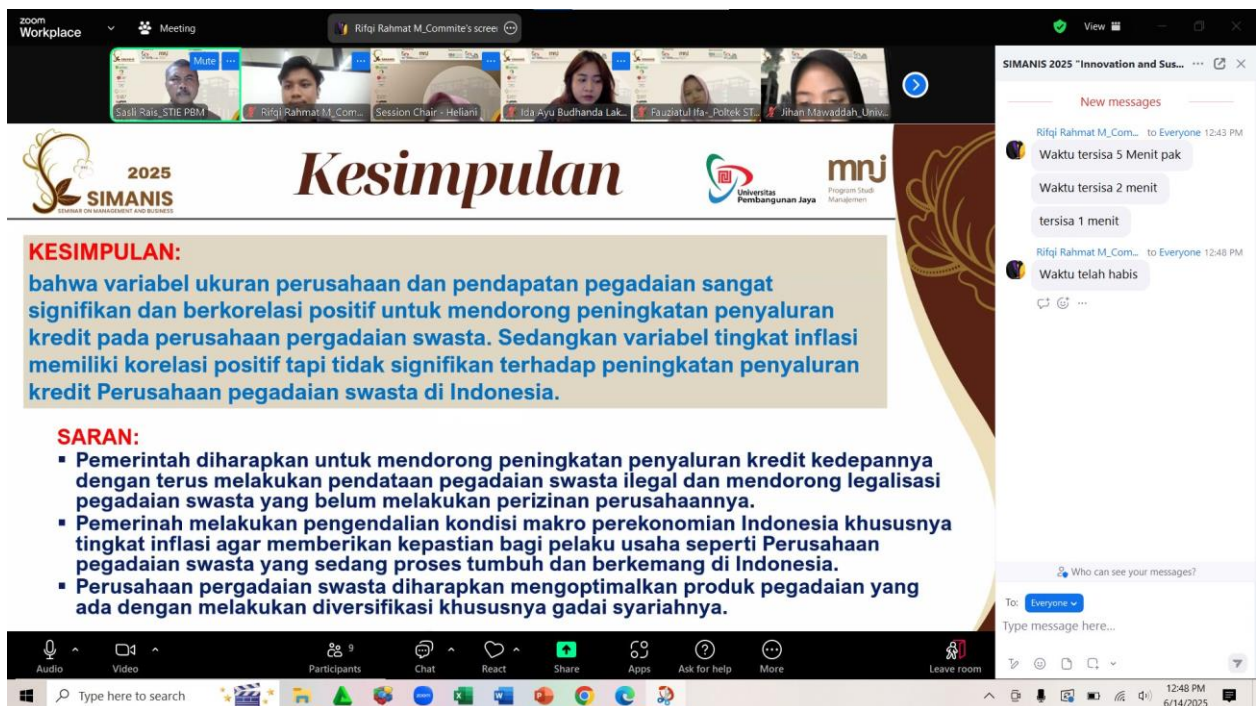 zoom
Workplace
Meeting
Rifqi Rahmat M_Commite's screen
View
Mute
Sasli Rais_STIE PBM
Rifqi Rahmat M_Com...
Session Chair - Heliani
Ida Ayu Budhanda Lak...
Fauziatul Ifa-_Poltek ST...
Jihan Mawaddah_Univ...
2025
SIMANIS
SEMINAR ON MANAGEMENT AND BUSINESS
Kesimpulan
Universitas
Pembangunan Jaya
mnj
Program Studi
Manajemen
KESIMPULAN:
bahwa variabel ukuran perusahaan dan pendapatan pegadaian sangat
signifikan dan berkorelasi positif untuk mendorong peningkatan penyaluran
kredit pada perusahaan pergadaian swasta. Sedangkan variabel tingkat inflasi
memiliki korelasi positif tapi tidak signifikan terhadap peningkatan penyaluran
kredit Perusahaan pegadaian swasta di Indonesia.
SARAN:
▪ Pemerintah diharapkan untuk mendorong peningkatan penyaluran kredit kedepannya
dengan terus melakukan pendataan pegadaian swasta ilegal dan mendorong legalisasi
pegadaian swasta yang belum melakukan perizinan perusahaannya.
▪ Pemerinah melakukan pengendalian kondisi makro perekonomian Indonesia khususnya
tingkat inflasi agar memberikan kepastian bagi pelaku usaha seperti Perusahaan
pegadaian swasta yang sedang proses tumbuh dan berkemang di Indonesia.
▪ Perusahaan pergadaian swasta diharapkan mengoptimalkan produk pegadaian yang
ada dengan melakukan diversifikasi khususnya gadai syariahnya.
SIMANIS 2025 "Innovation and Sus...
New messages
Rifqi Rahmat M_Com... to Everyone 12:43 PM
Waktu tersisa 5 Menit pak
Waktu tersisa 2 menit
tersisa 1 menit
Rifqi Rahmat M_Com... to Everyone 12:48 PM
Waktu telah habis
Who can see your messages?
To: Everyone
Type message here...
Audio
Video
9
Participants
Chat
React
Share
Apps
Ask for help
More
Leave room
Type here to search
12:48 PM
6/14/2025